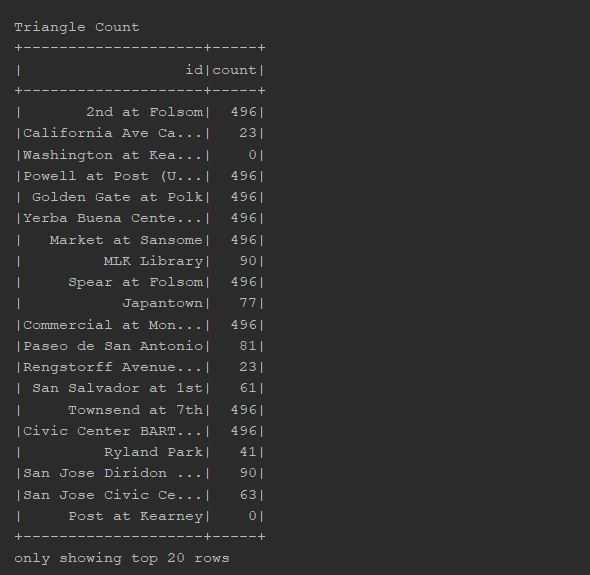 Triangle Count
+--------------------+-----+
|                  id|count|
+--------------------+-----+
|       2nd at Folsom|  496|
|California Ave Ca...|   23|
|Washington at Kea...|    0|
|Powell at Post (U...|  496|
| Golden Gate at Polk|  496|
|Yerba Buena Cente...|  496|
|   Market at Sansome|  496|
|         MLK Library|   90|
|     Spear at Folsom|  496|
|           Japantown|   77|
|Commercial at Mon...|  496|
|Paseo de San Antonio|   81|
|Rengstorff Avenue...|   23|
| San Salvador at 1st|   61|
|     Townsend at 7th|  496|
|Civic Center BART...|  496|
|         Ryland Park|   41|
|San Jose Diridon ...|   90|
|San Jose Civic Ce...|   63|
|     Post at Kearney|    0|
+--------------------+-----+
only showing top 20 rows